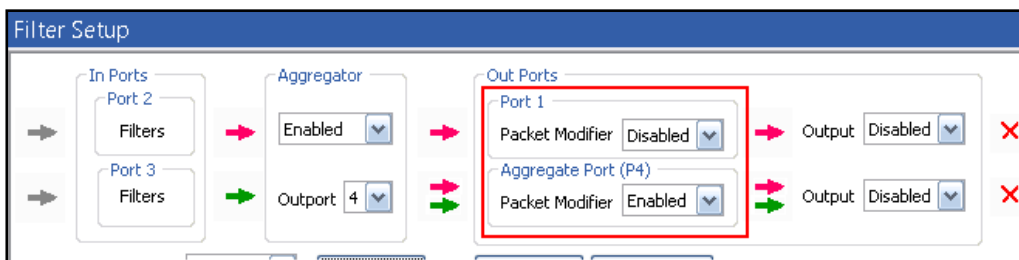 Filter Setup
In Ports
Aggregator
Out Ports
Port 2
Port 1
Filters
Enabled
Packet Modifier Disabled
Output Disabled
Port 3
Aggregate Port (P4)
Filters
Outport 4
Packet Modifier Enabled
Output Disabled